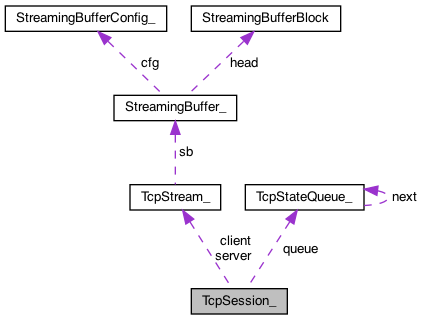 StreamingBufferConfig_
StreamingBufferBlock
cfg
head
StreamingBuffer_
sb
TcpStream_
TcpStateQueue_
next
client
server
queue
TcpSession_